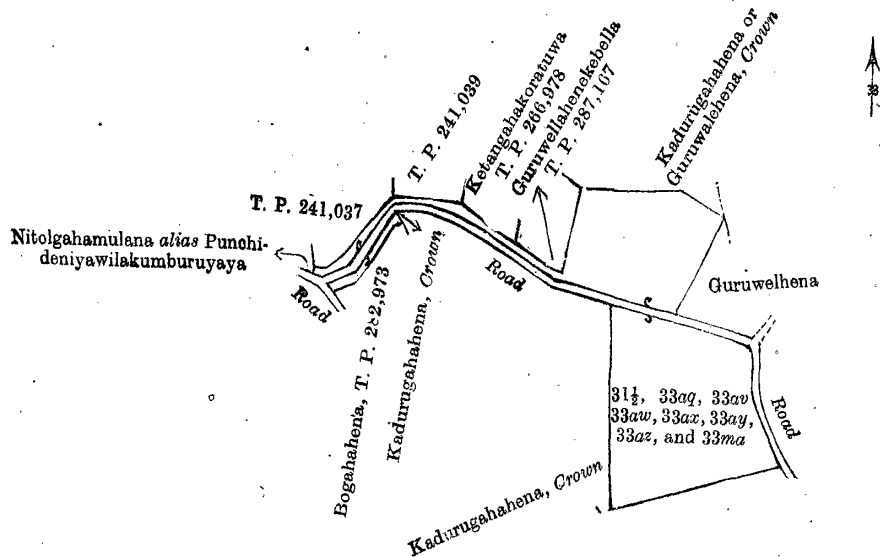 T. P. 241,039
Ketangahakoratuwa
T. P. 266,978
Guruwellahenekebella
T. P. 287,167
Kadurugahahena or
Guruwalehena, Crown
T. P. 241,037
Nitolgahamulana alias Punchi-
deniyawilakumburuyaya
Road
Bogahahena, T. P. 282,973
Kadurugahahena, Crown
Road
Guruwelhena
31½, 33aq, 33av
33aw, 33ax, 33ay,
33az, and 33ma
Road
Kadurugahahena, Crown